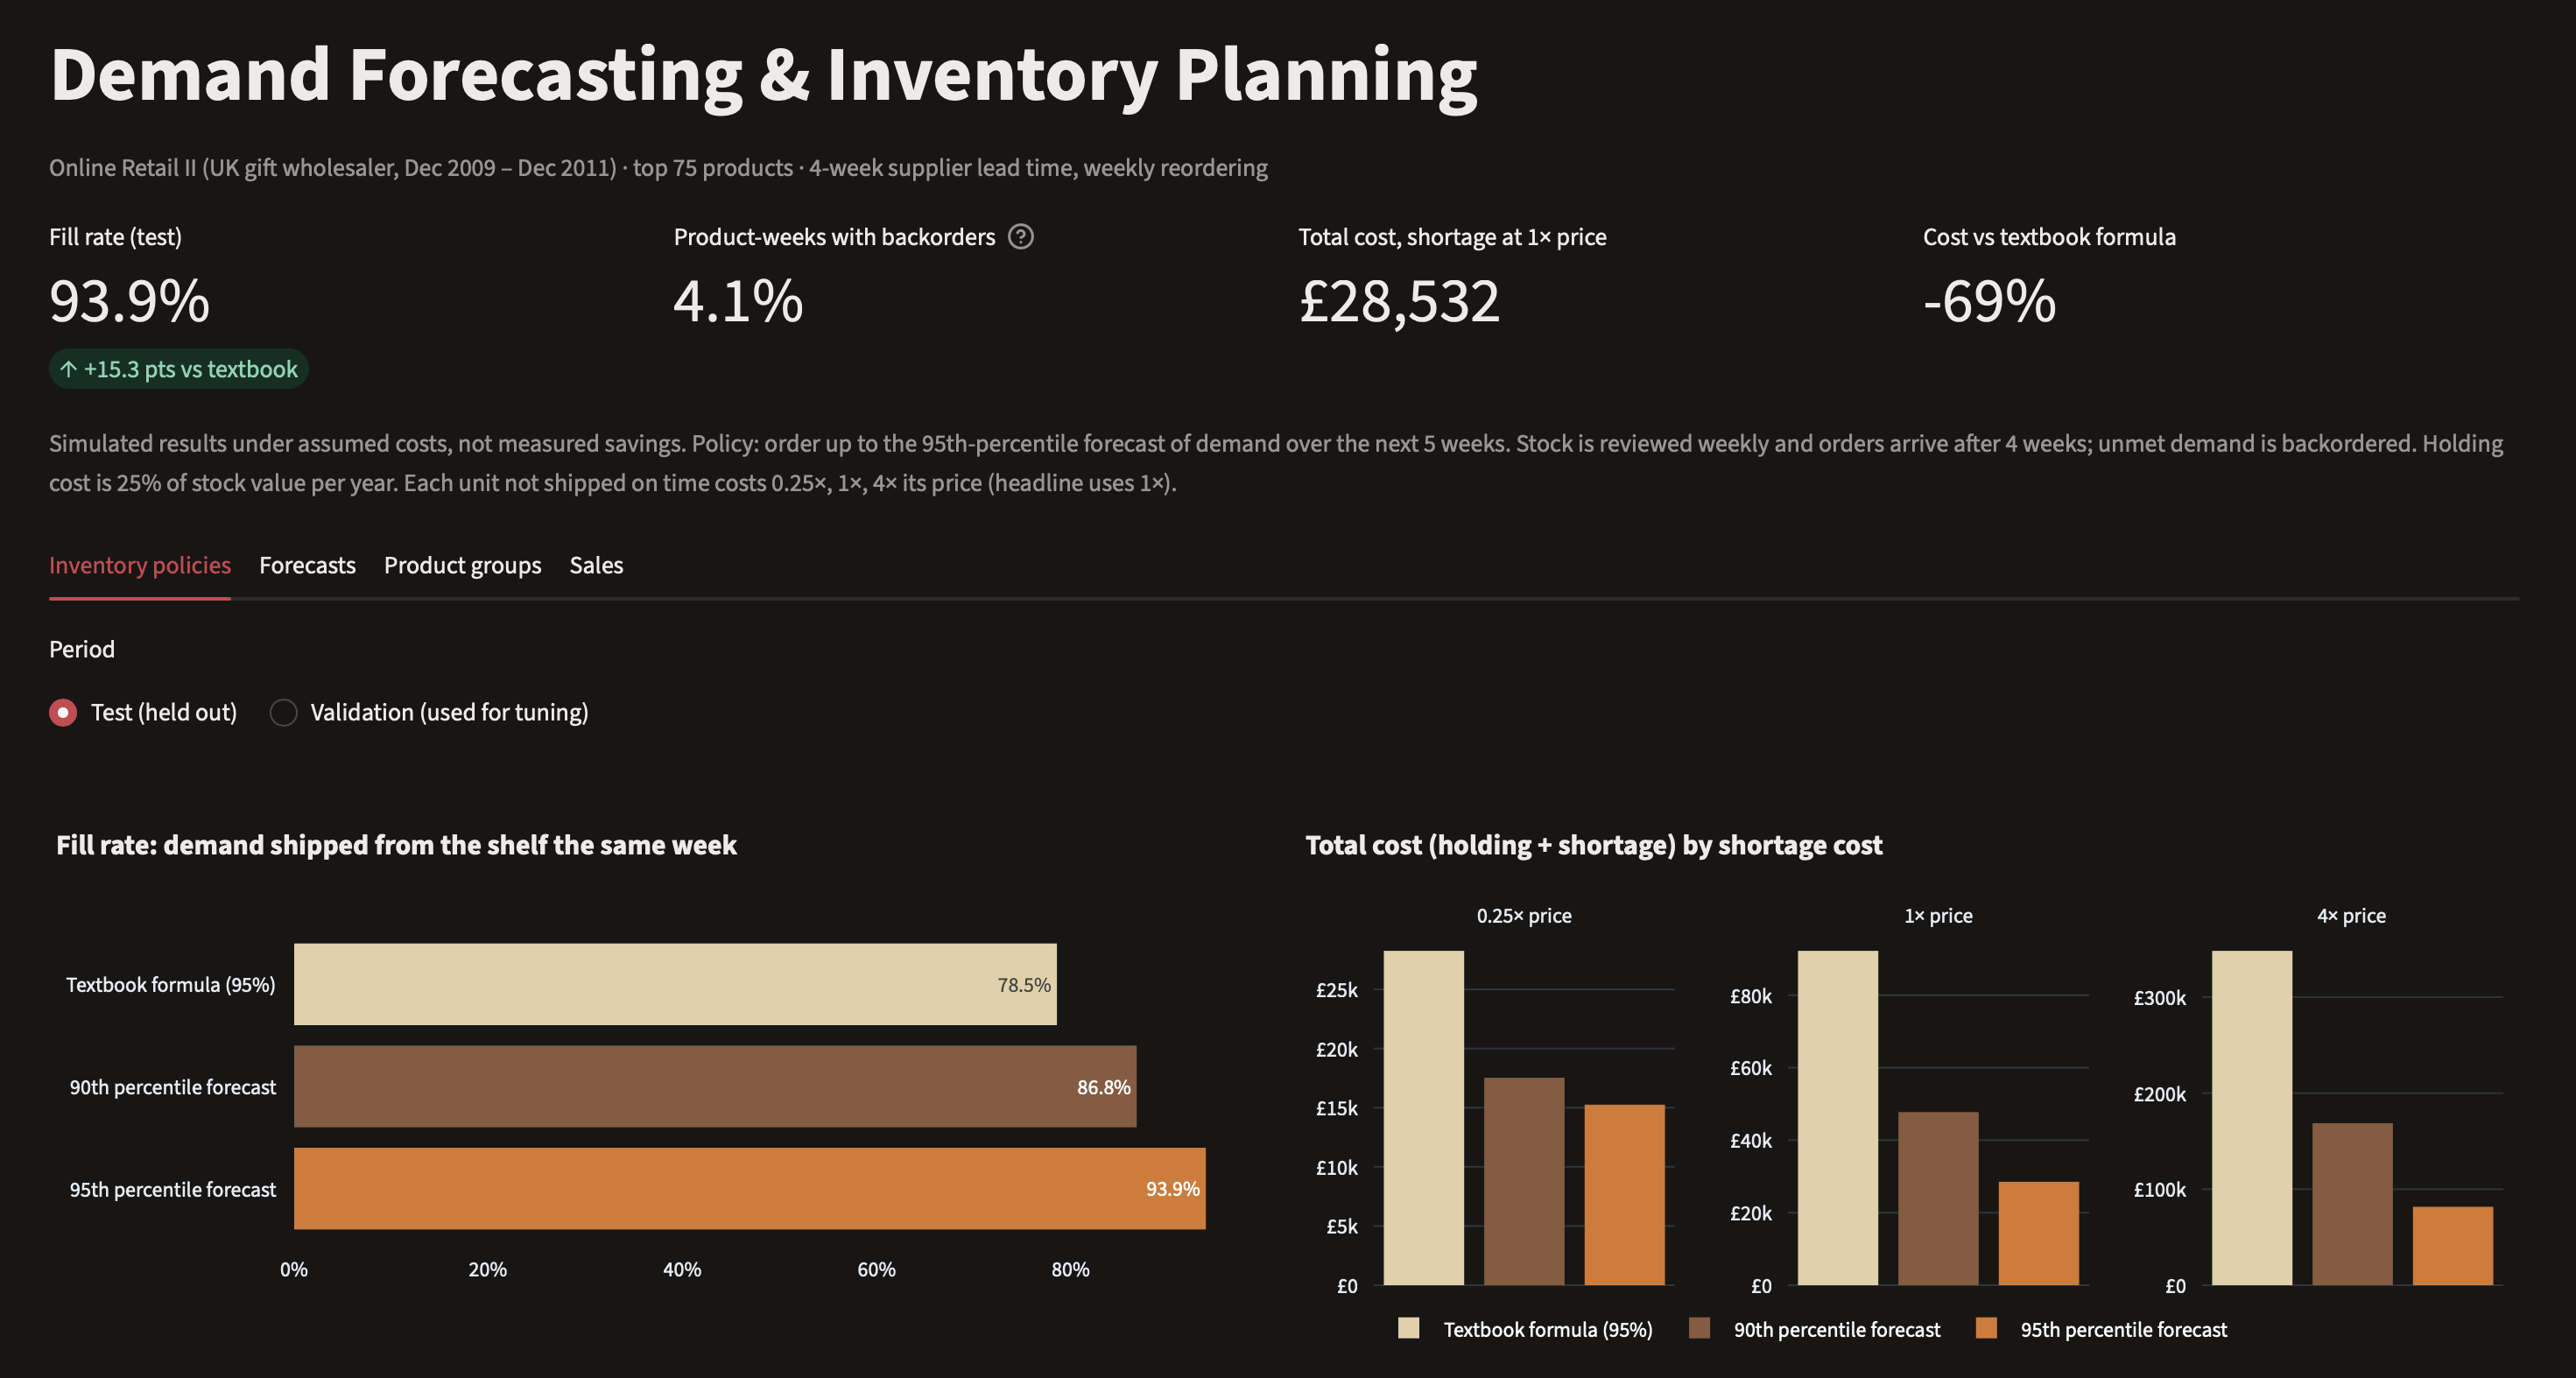 Demand Forecasting & Inventory Planning
Online Retail II (UK gift wholesaler, Dec 2009 – Dec 2011) · top 75 products · 4-week supplier lead time, weekly reordering
Fill rate (test)
93.9%
↑ +15.3 pts vs textbook
Product-weeks with backorders ?
4.1%
Total cost, shortage at 1× price
£28,532
Cost vs textbook formula
-69%
Simulated results under assumed costs, not measured savings. Policy: order up to the 95th-percentile forecast of demand over the next 5 weeks. Stock is reviewed weekly and orders arrive after 4 weeks; unmet demand is backordered. Holding
cost is 25% of stock value per year. Each unit not shipped on time costs 0.25×, 1×, 4× its price (headline uses 1×).
Inventory policies Forecasts Product groups Sales
Period
Test (held out) Validation (used for tuning)
Fill rate: demand shipped from the shelf the same week
Textbook formula (95%) 78.5%
90th percentile forecast 86.8%
95th percentile forecast 93.9%
0% 20% 40% 60% 80%
Total cost (holding + shortage) by shortage cost
0.25× price
£25k
£20k
£15k
£10k
£5k
£0
1× price
£80k
£60k
£40k
£20k
£0
4× price
£300k
£200k
£100k
£0
Textbook formula (95%) 90th percentile forecast 95th percentile forecast